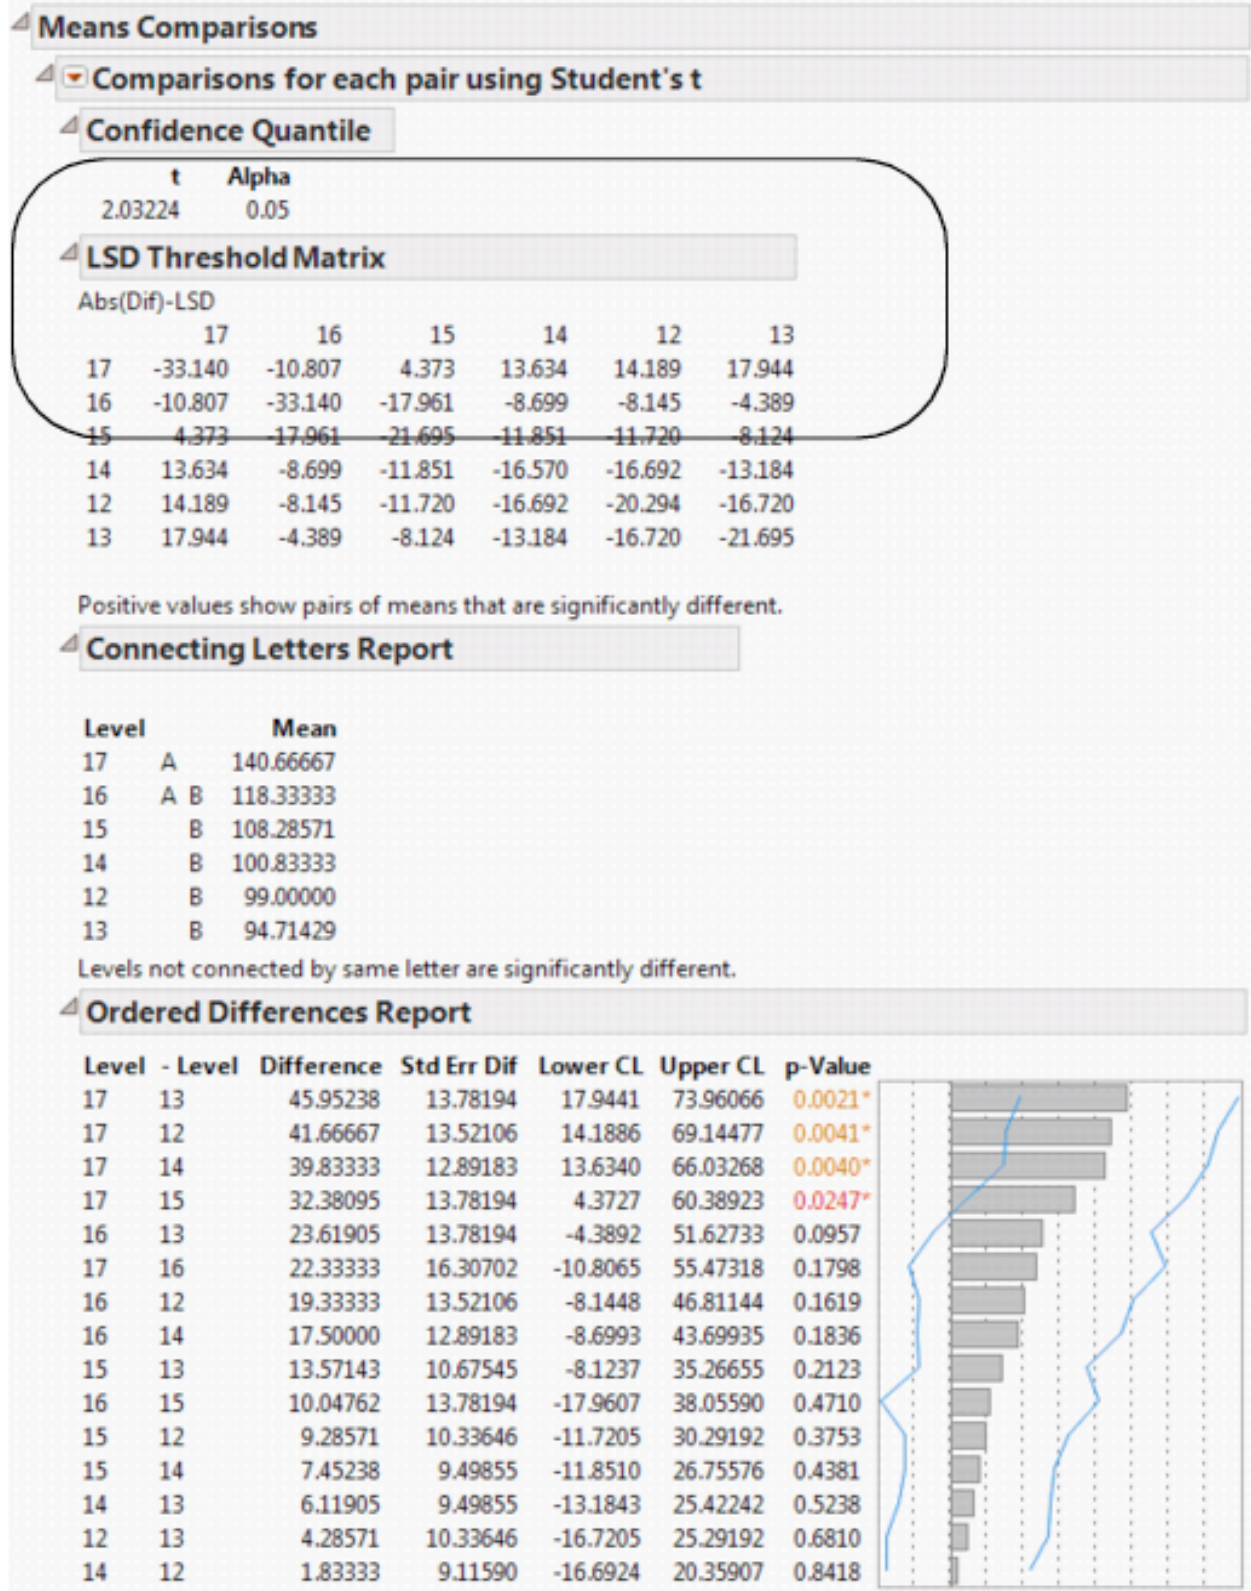 Means Comparisons
Comparisons for each pair using Student's t
Confidence Quantile
t Alpha
2.03224 0.05
LSD Threshold Matrix
Abs(Dif)-LSD
17 16 15 14 12 13
17 -33.140 -10.807 4.373 13.634 14.189 17.944
16 -10.807 -33.140 -17.961 -8.699 -8.145 -4.389
15 4.373 -17.961 -21.695 -11.851 -11.720 -8.124
14 13.634 -8.699 -11.851 -16.570 -16.692 -13.184
12 14.189 -8.145 -11.720 -16.692 -20.294 -16.720
13 17.944 -4.389 -8.124 -13.184 -16.720 -21.695
Positive values show pairs of means that are significantly different.
Connecting Letters Report
Level Mean
17 A 140.66667
16 A B 118.33333
15 B 108.28571
14 B 100.83333
12 B 99.00000
13 B 94.71429
Levels not connected by same letter are significantly different.
Ordered Differences Report
Level - Level Difference Std Err Dif Lower CL Upper CL p-Value
17 13 45.95238 13.78194 17.9441 73.96066 0.0021*
17 12 41.66667 13.52106 14.1886 69.14477 0.0041*
17 14 39.83333 12.89183 13.6340 66.03268 0.0040*
17 15 32.38095 13.78194 4.3727 60.38923 0.0247*
16 13 23.61905 13.78194 -4.3892 51.62733 0.0957
17 16 22.33333 16.30702 -10.8065 55.47318 0.1798
16 12 19.33333 13.52106 -8.1448 46.81144 0.1619
16 14 17.50000 12.89183 -8.6993 43.69935 0.1836
15 13 13.57143 10.67545 -8.1237 35.26655 0.2123
16 15 10.04762 13.78194 -17.9607 38.05590 0.4710
15 12 9.28571 10.33646 -11.7205 30.29192 0.3753
15 14 7.45238 9.49855 -11.8510 26.75576 0.4381
14 13 6.11905 9.49855 -13.1843 25.42242 0.5238
12 13 4.28571 10.33646 -16.7205 25.29192 0.6810
14 12 1.83333 9.11590 -16.6924 20.35907 0.8418